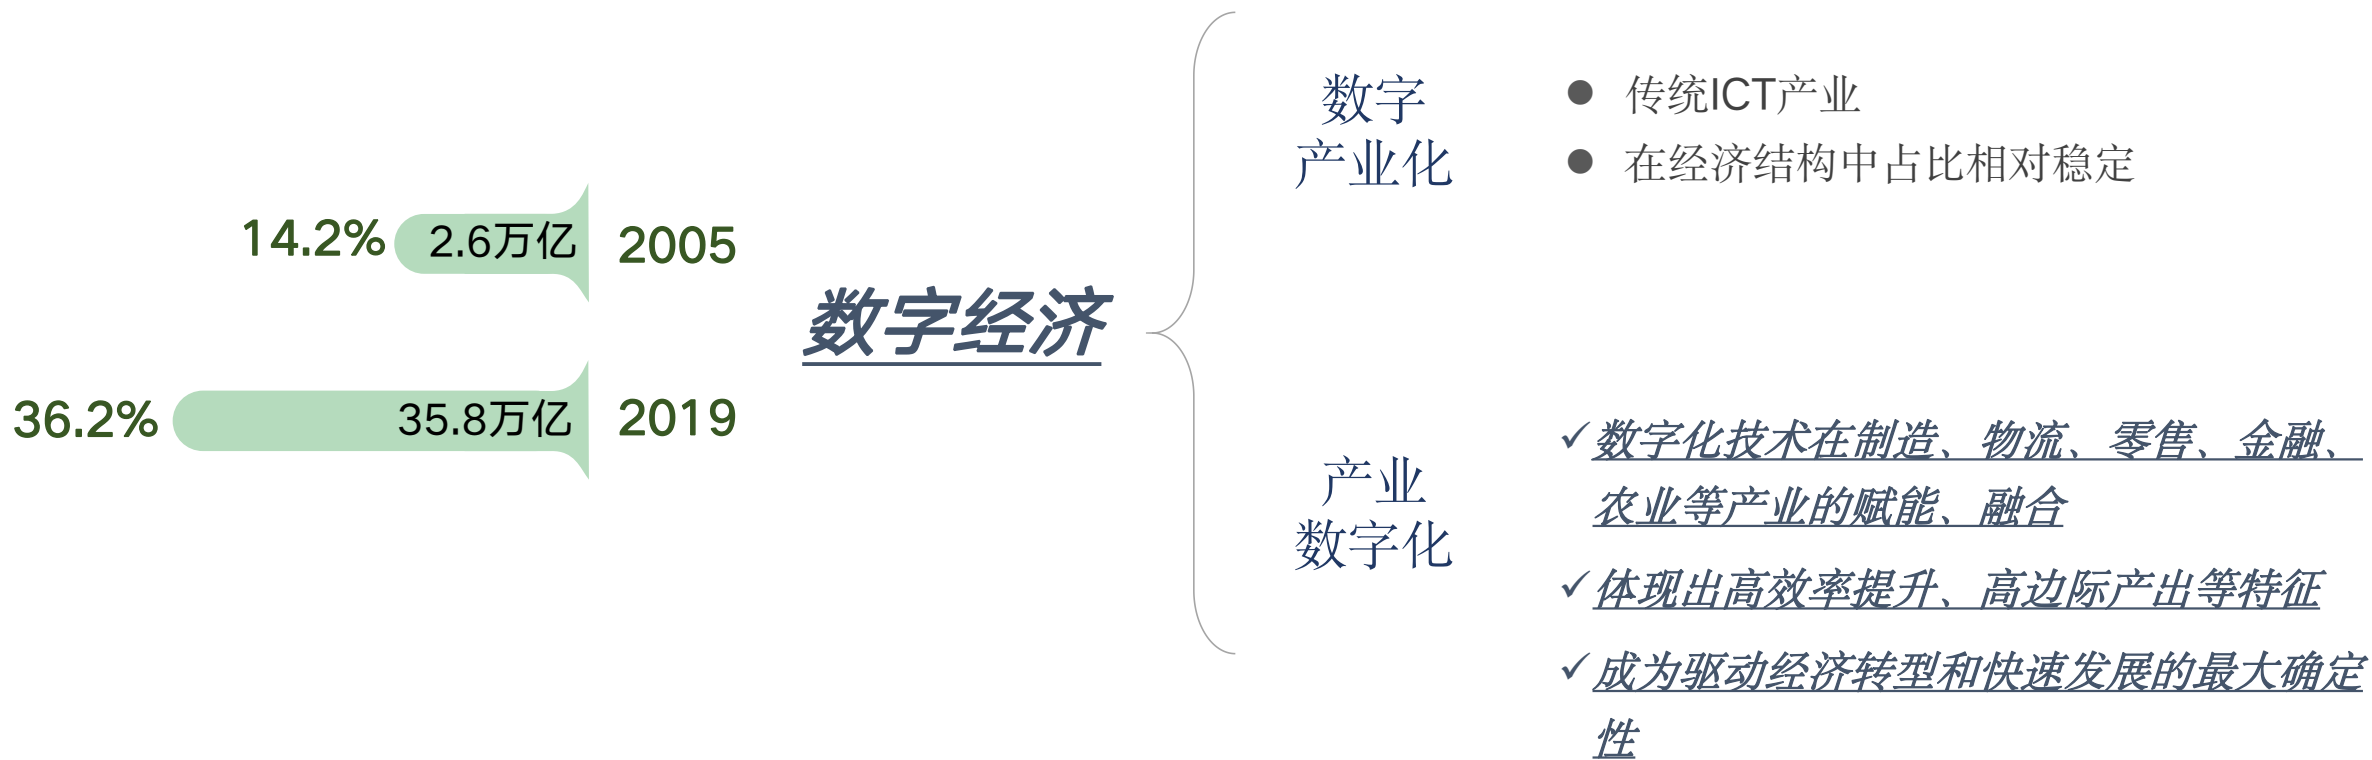 14.2% 2.6万亿 2005
36.2% 35.8万亿 2019
数字经济
数字
产业化
● 传统ICT产业
● 在经济结构中占比相对稳定
产业
数字化
✓数字化技术在制造、物流、零售、金融、
农业等产业的赋能、融合
✓体现出高效率提升、高边际产出等特征
✓成为驱动经济转型和快速发展的最大确定
性